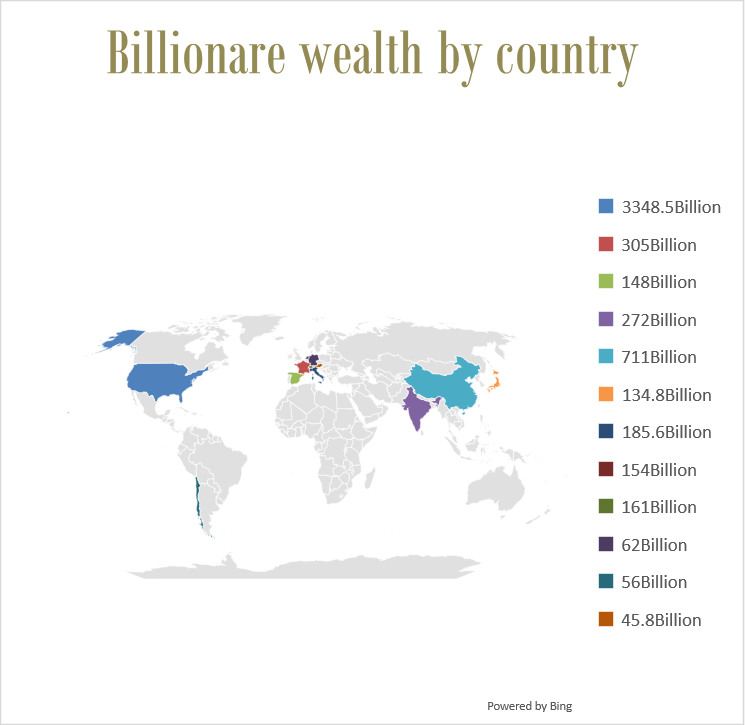 Billionare wealth by country
3348.5Billion
305Billion
148Billion
272Billion
711Billion
134.8Billion
185.6Billion
154Billion
161Billion
62Billion
56Billion
45.8Billion
Powered by Bing